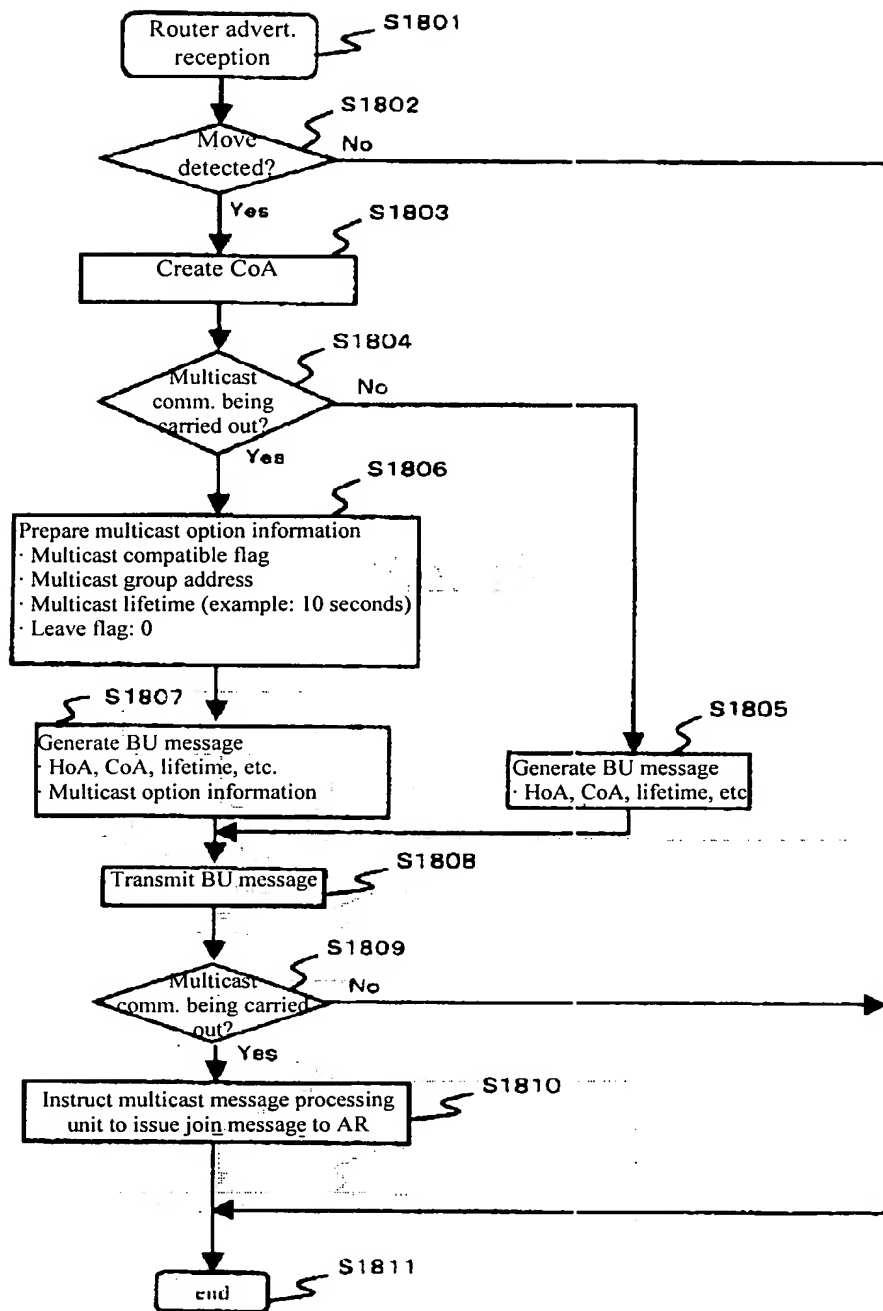 Router advert.
reception
S1801
S1802
Move
detected?
No
Yes
S1803
Create CoA
S1804
Multicast
comm. being
carried out?
No
Yes
S1806
Prepare multicast option information
· Multicast compatible flag
· Multicast group address
· Multicast lifetime (example: 10 seconds)
· Leave flag: 0
S1807
Generate BU message
· HoA, CoA, lifetime, etc.
· Multicast option information
S1805
Generate BU message
· HoA, CoA, lifetime, etc
Transmit BU message
S1808
S1809
Multicast
comm. being carried
out?
No
Yes
S1810
Instruct multicast message processing
unit to issue join message to AR
S1811
end